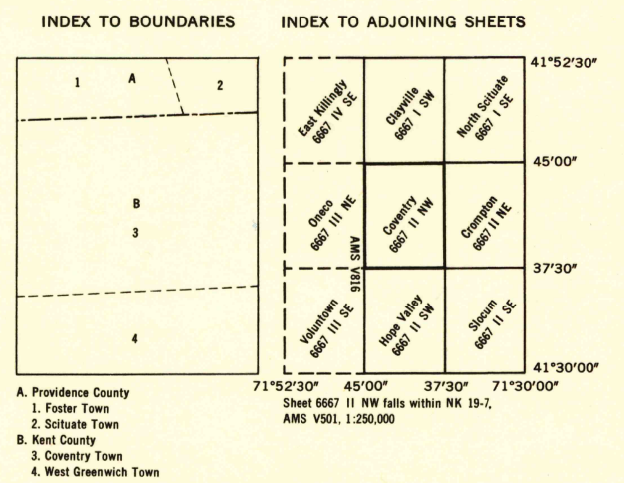 INDEX TO BOUNDARIES
INDEX TO ADJOINING SHEETS
1
A
2
B
3
4
A. Providence County
1. Foster Town
2. Scituate Town
B. Kent County
3. Coventry Town
4. West Greenwich Town
41°52'30"
East Killingly
6667 IV SE
Clayville
6667 I SW
North Scituate
6667 I SE
45'00"
Oneco
6667 III NE
Coventry
6667 II NW
Crompton
6667 II NE
AMS V816
37'30"
Voluntown
6667 III SE
Hope Valley
6667 II SW
Slocum
6667 II SE
41°30'00"
71°52'30" 45'00" 37'30" 71°30'00"
Sheet 6667 II NW falls within NK 19-7,
AMS V501, 1:250,000